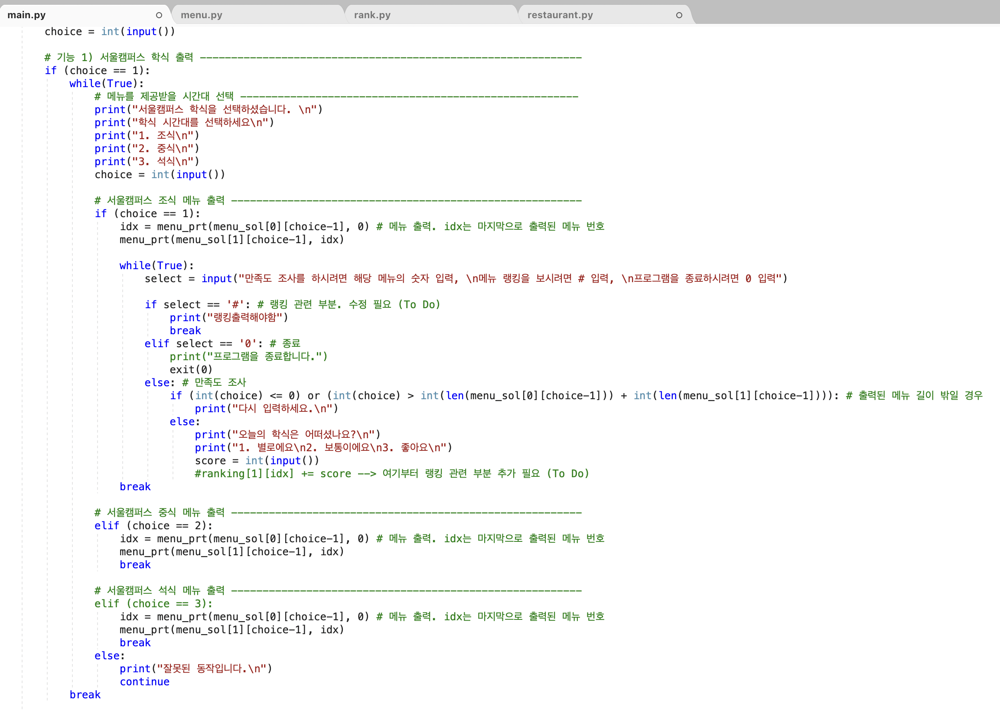 main.py menu.py rank.py restaurant.py
choice = int(input())
# 기능 1) 서울캠퍼스 학식 출력 -------------------------------------------------------------
if (choice == 1):
while(True):
# 메뉴를 제공받을 시간대 선택 ------------------------------------------------------
print("서울캠퍼스 학식을 선택하셨습니다. \n")
print("학식 시간대를 선택하세요\n")
print("1. 조식\n")
print("2. 중식\n")
print("3. 석식\n")
choice = int(input())
# 서울캠퍼스 조식 메뉴 출력 --------------------------------------------------------
if (choice == 1):
idx = menu_prt(menu_sol[0][choice-1], 0) # 메뉴 출력. idx는 마지막으로 출력된 메뉴 번호
menu_prt(menu_sol[1][choice-1], idx)
while(True):
select = input("만족도 조사를 하시려면 해당 메뉴의 숫자 입력, \n메뉴 랭킹을 보시려면 # 입력, \n프로그램을 종료하시려면 0 입력")
if select == '#': # 랭킹 관련 부분. 수정 필요 (To Do)
print("랭킹출력해야함")
break
elif select == '0': # 종료
print("프로그램을 종료합니다.")
exit(0)
else: # 만족도 조사
if (int(choice) <= 0) or (int(choice) > int(len(menu_sol[0][choice-1])) + int(len(menu_sol[1][choice-1]))): # 출력된 메뉴 길이 밖일 경우
print("다시 입력하세요.\n")
else:
print("오늘의 학식은 어떠셨나요?\n")
print("1. 별로에요\n2. 보통이에요\n3. 좋아요\n")
score = int(input())
#ranking[1][idx] += score --> 여기부터 랭킹 관련 부분 추가 필요 (To Do)
break
# 서울캠퍼스 중식 메뉴 출력 --------------------------------------------------------
elif (choice == 2):
idx = menu_prt(menu_sol[0][choice-1], 0) # 메뉴 출력. idx는 마지막으로 출력된 메뉴 번호
menu_prt(menu_sol[1][choice-1], idx)
break
# 서울캠퍼스 석식 메뉴 출력 --------------------------------------------------------
elif (choice == 3):
idx = menu_prt(menu_sol[0][choice-1], 0) # 메뉴 출력. idx는 마지막으로 출력된 메뉴 번호
menu_prt(menu_sol[1][choice-1], idx)
break
else:
print("잘못된 동작입니다.\n")
continue
break